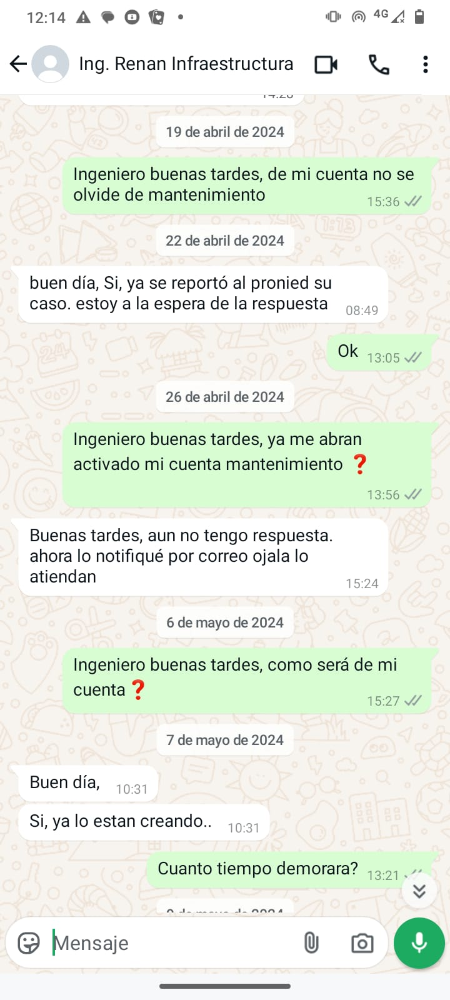 12:14
4G
Ing. Renan Infraestructura
14:28
19 de abril de 2024
Ingeniero buenas tardes, de mi cuenta no se
olvide de mantenimiento
15:36
22 de abril de 2024
buen día, Si, ya se reportó al pronied su
caso. estoy a la espera de la respuesta
08:49
Ok
13:05
26 de abril de 2024
Ingeniero buenas tardes, ya me abran
activado mi cuenta mantenimiento ❓
13:56
Buenas tardes, aun no tengo respuesta.
ahora lo notifiqué por correo ojala lo
atiendan
15:24
6 de mayo de 2024
Ingeniero buenas tardes, como será de mi
cuenta ❓
15:27
7 de mayo de 2024
Buen día,
10:31
Si, ya lo estan creando..
10:31
Cuanto tiempo demorara?
13:21
de mayo de 2024
Mensaje